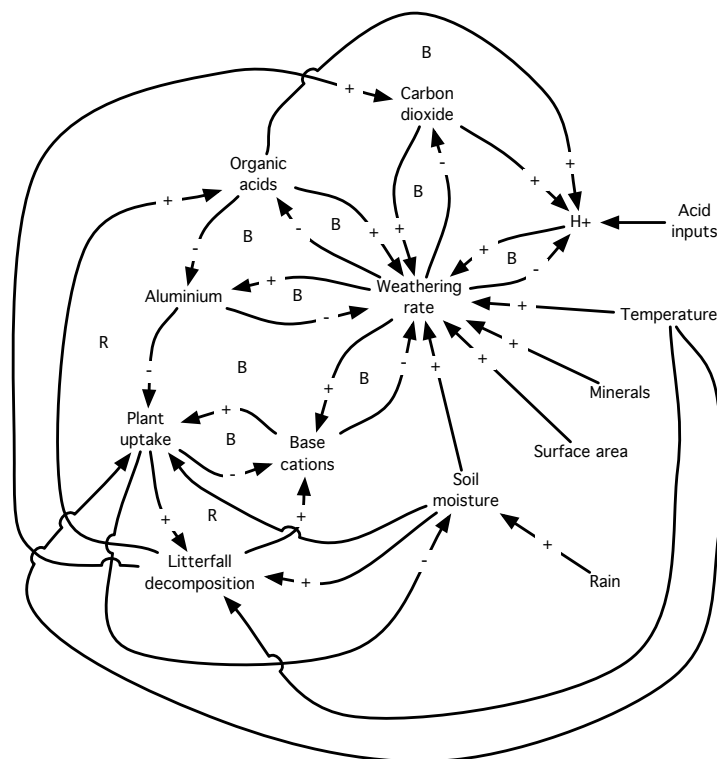 B
+
Carbon
dioxide
+
Organic
acids
-
+
+
B
+
H+
Acid
inputs
-
B
-
B
+
+
+
B
-
Weathering
rate
+
B
Aluminium
-
+
Temperature
R
+
-
B
B
-
+
+
+
+
Minerals
Plant
uptake
+
B
-
Base
cations
Surface area
Soil
moisture
R
+
+
+
Litterfall
decomposition
+
-
Rain